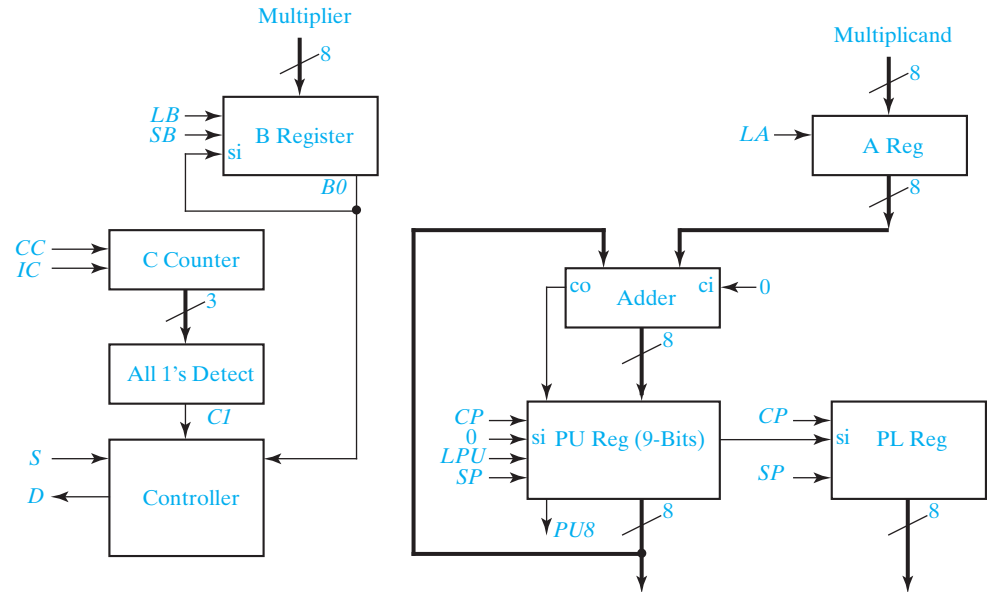 Multiplier
8
LB
SB
si
B Register
B0
CC
IC
C Counter
3
All 1's Detect
C1
S
D
Controller
Multiplicand
8
LA
A Reg
8
co
ci
0
Adder
8
CP
0
LPU
SP
si
PU Reg (9-Bits)
PU8
8
CP
si
PL Reg
SP
8